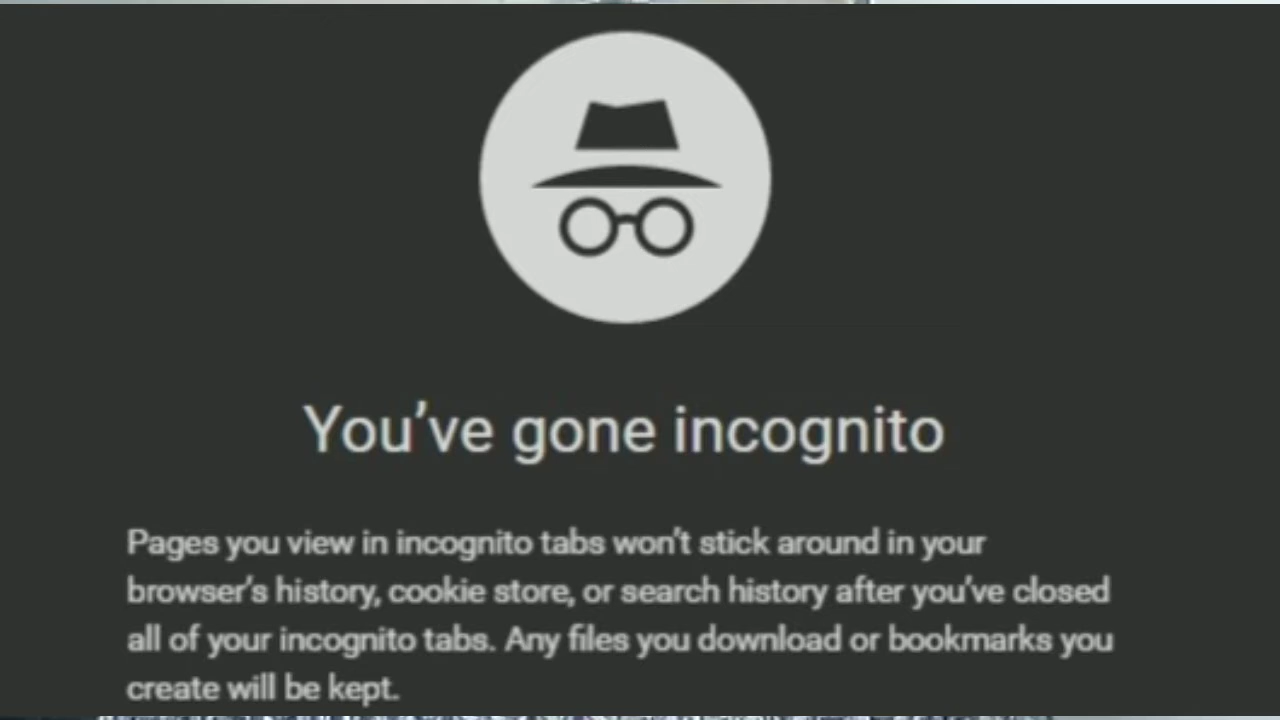 You’ve gone incognito
Pages you view in incognito tabs won’t stick around in your
browser’s history, cookie store, or search history after you’ve closed
all of your incognito tabs. Any files you download or bookmarks you
create will be kept.